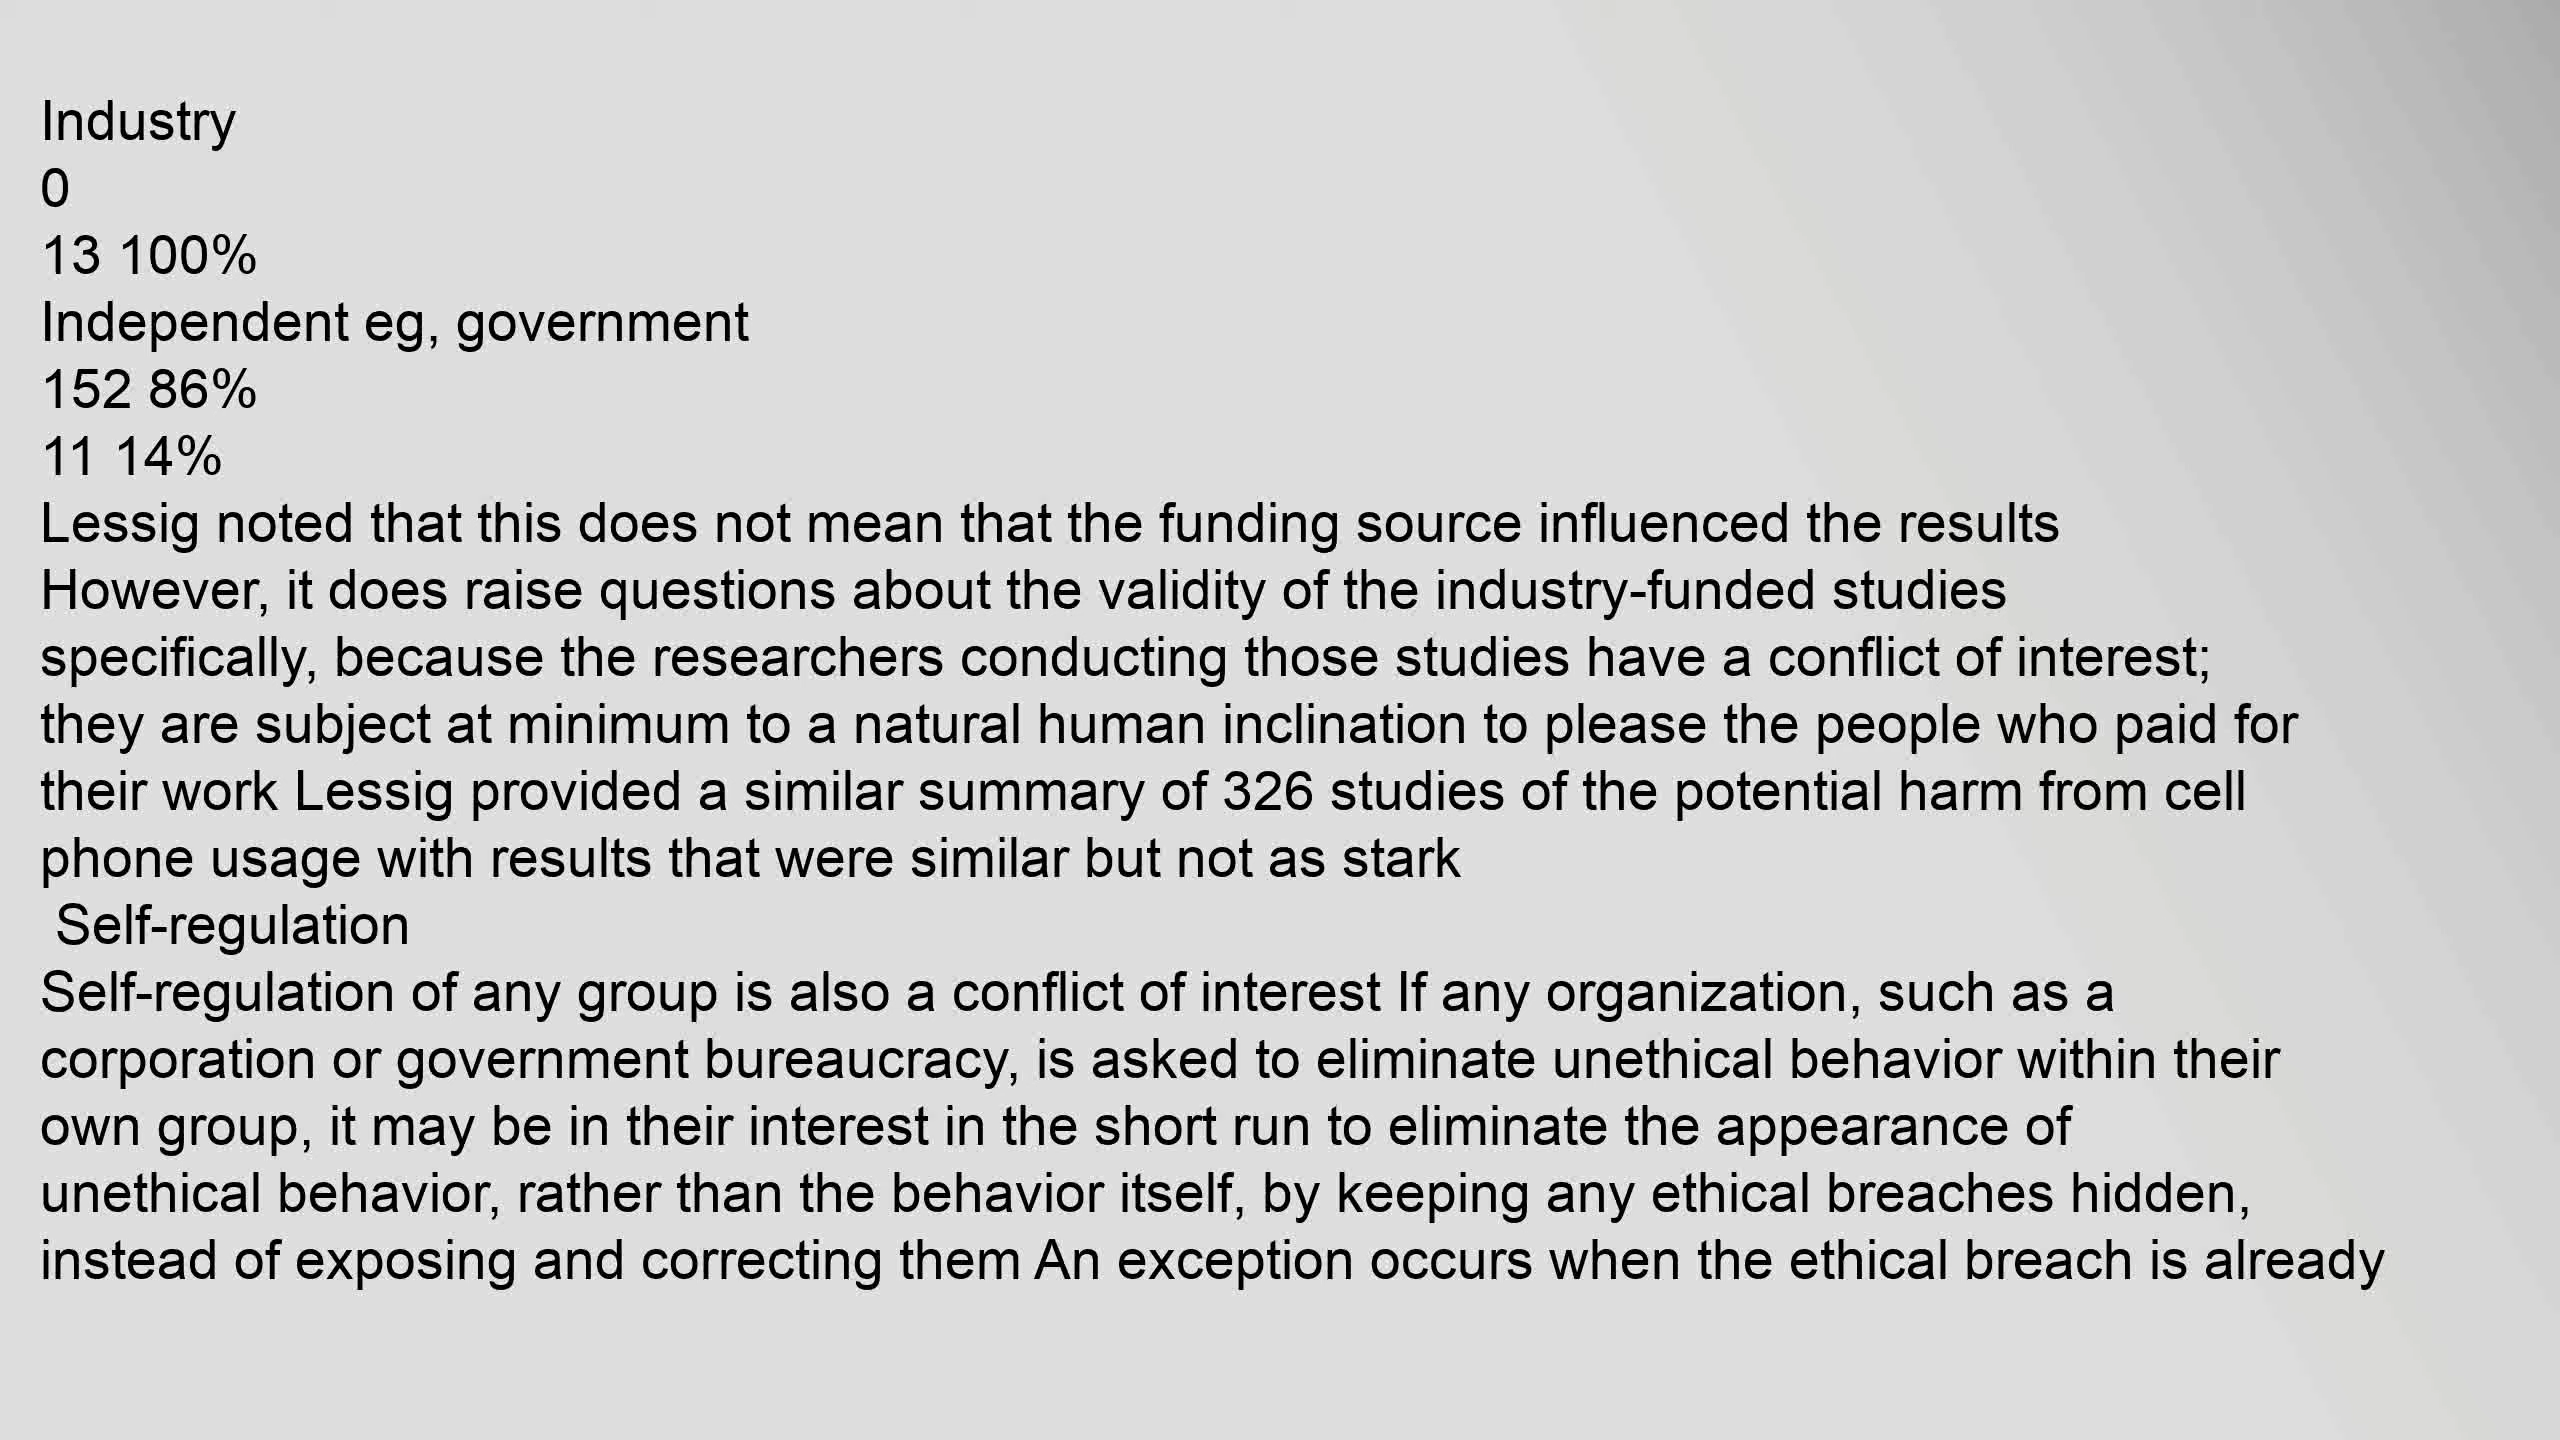 Industry
0
13 100%
Independent eg, government
152 86%
11 14%
Lessig noted that this does not mean that the funding source influenced the results
However, it does raise questions about the validity of the industry-funded studies
specifically, because the researchers conducting those studies have a conflict of interest;
they are subject at minimum to a natural human inclination to please the people who paid for
their work Lessig provided a similar summary of 326 studies of the potential harm from cell
phone usage with results that were similar but not as stark
Self-regulation
Self-regulation of any group is also a conflict of interest If any organization, such as a
corporation or government bureaucracy, is asked to eliminate unethical behavior within their
own group, it may be in their interest in the short run to eliminate the appearance of
unethical behavior, rather than the behavior itself, by keeping any ethical breaches hidden,
instead of exposing and correcting them An exception occurs when the ethical breach is already